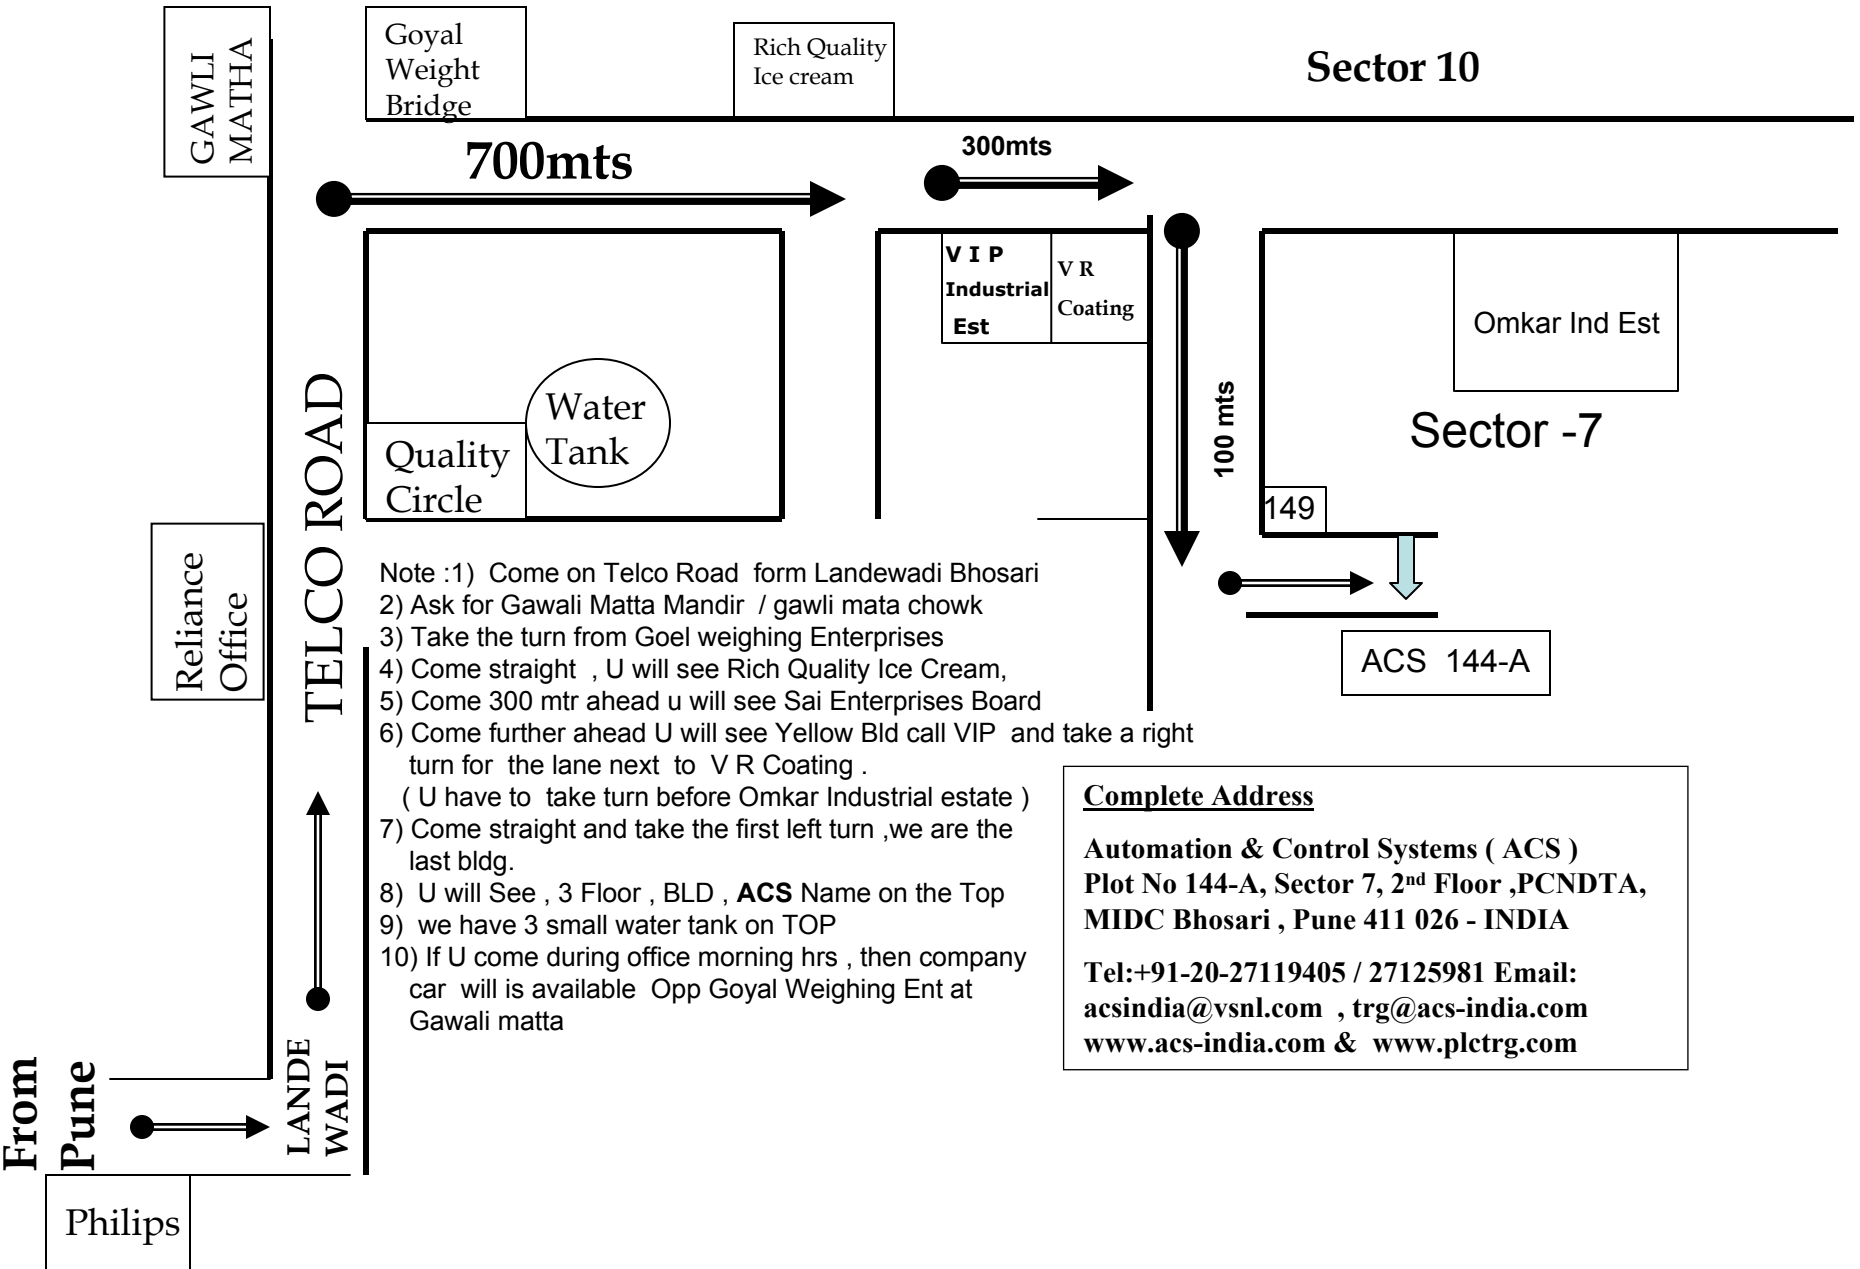 GAWLI
MATHA
Goyal
Weight
Bridge
Rich Quality
Ice cream
Sector 10
700mts
300mts
V I P
Industrial
Est
V R
Coating
Omkar Ind Est
Water
Tank
Quality
Circle
100 mts
Sector -7
149
TELCO ROAD
Reliance
Office
ACS 144-A
Note :1) Come on Telco Road form Landewadi Bhosari
2) Ask for Gawali Matta Mandir / gawli mata chowk
3) Take the turn from Goel weighing Enterprises
4) Come straight , U will see Rich Quality Ice Cream,
5) Come 300 mtr ahead u will see Sai Enterprises Board
6) Come further ahead U will see Yellow Bld call VIP and take a right
turn for the lane next to V R Coating .
( U have to take turn before Omkar Industrial estate )
7) Come straight and take the first left turn ,we are the
last bldg.
8) U will See , 3 Floor , BLD , ACS Name on the Top
9) we have 3 small water tank on TOP
10) If U come during office morning hrs , then company
car will is available Opp Goyal Weighing Ent at
Gawali matta
Complete Address
Automation & Control Systems ( ACS )
Plot No 144-A, Sector 7, 2nd Floor ,PCNDTA,
MIDC Bhosari , Pune 411 026 - INDIA
Tel:+91-20-27119405 / 27125981 Email:
acsindia@vsnl.com , trg@acs-india.com
www.acs-india.com & www.plctrg.com
From
Pune
LANDE
WADI
Philips